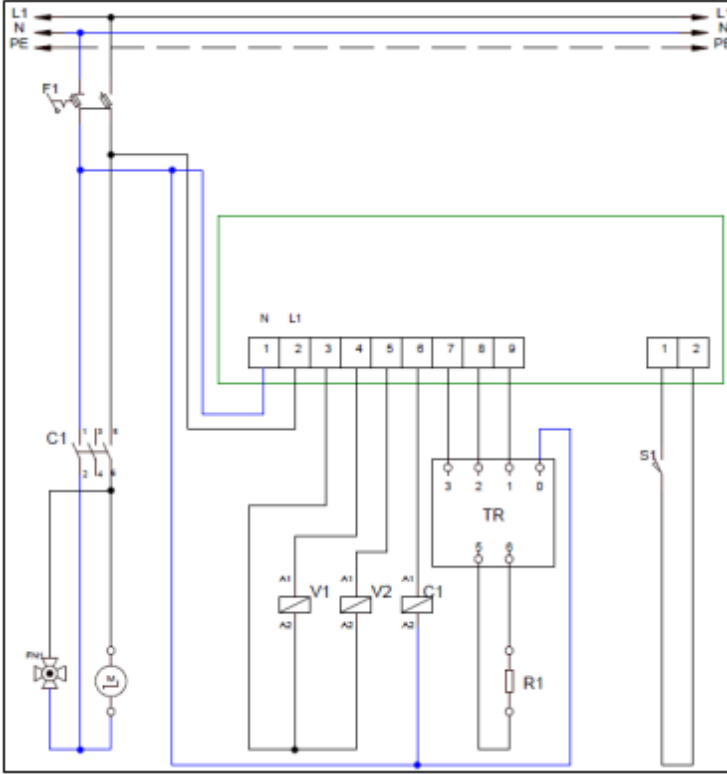 L1 L1
N N
PE PE
F1
N L1
1 2 3 4 5 6 7 8 9 1 2
C1 1 3 5
2 4 6
S1
3 2 1 0
TR
5 6
A1 V1 A1 V2 A1 C1
A2 A2 A2
M
R1